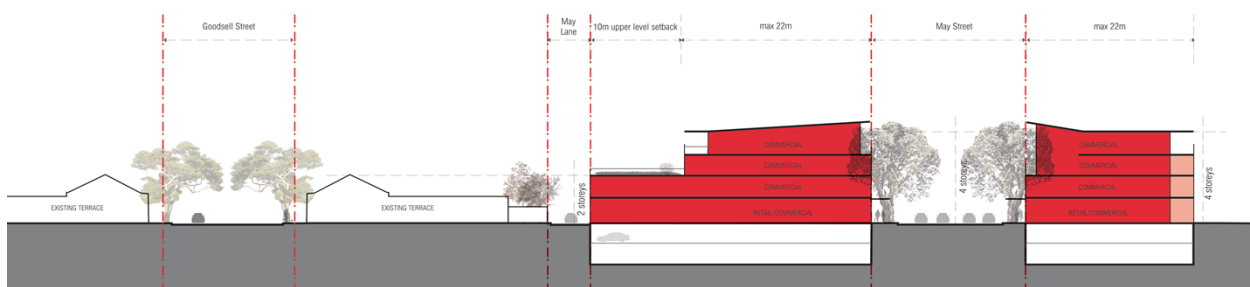 Goodsell Street
May
Lane
10m upper level setback
max 22m
May Street
max 22m
COMMERCIAL
COMMERCIAL
COMMERCIAL
RETAIL/COMMERCIAL
COMMERCIAL
COMMERCIAL
COMMERCIAL
RETAIL/COMMERCIAL
EXISTING TERRACE
EXISTING TERRACE
2 storeys
4 storeys
4 storeys